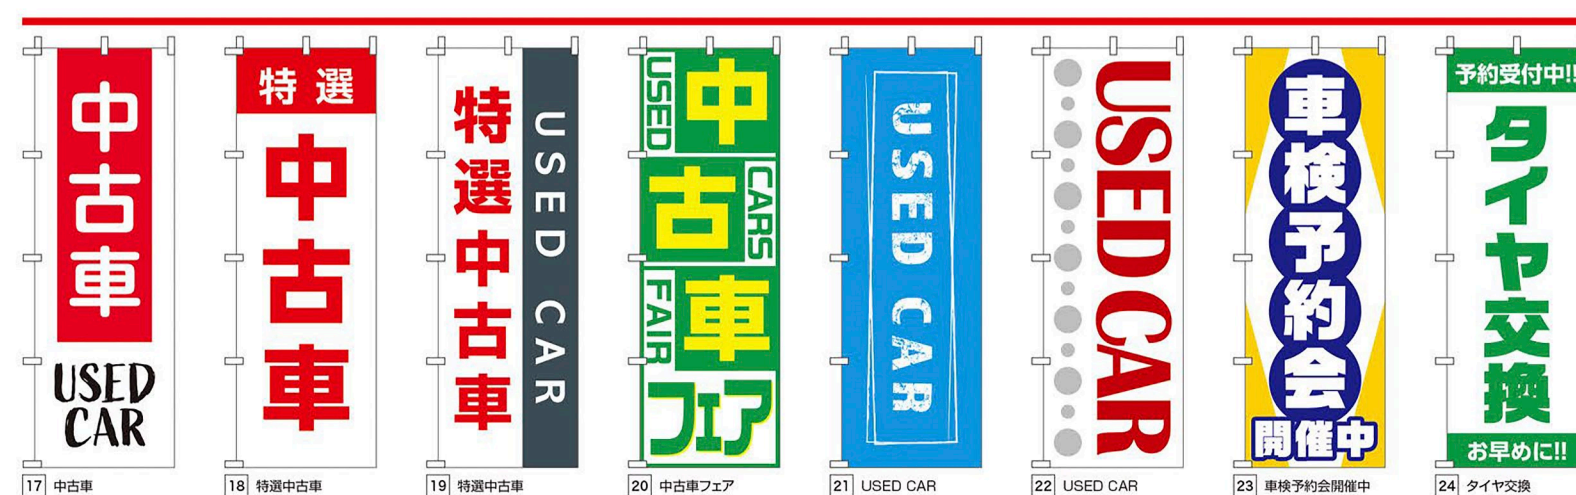 中古車
USED
CAR
17 中古車
特選
中古車
18 特選中古車
特選中古車
USED CAR
19 特選中古車
USED
中
古
CARS
FAIR
車
フェア
20 中古車フェア
USED CAR
21 USED CAR
USED CAR
22 USED CAR
車検予約会
開催中
23 車検予約会開催中
予約受付中!!
タイヤ交換
お早めに!!
24 タイヤ交換